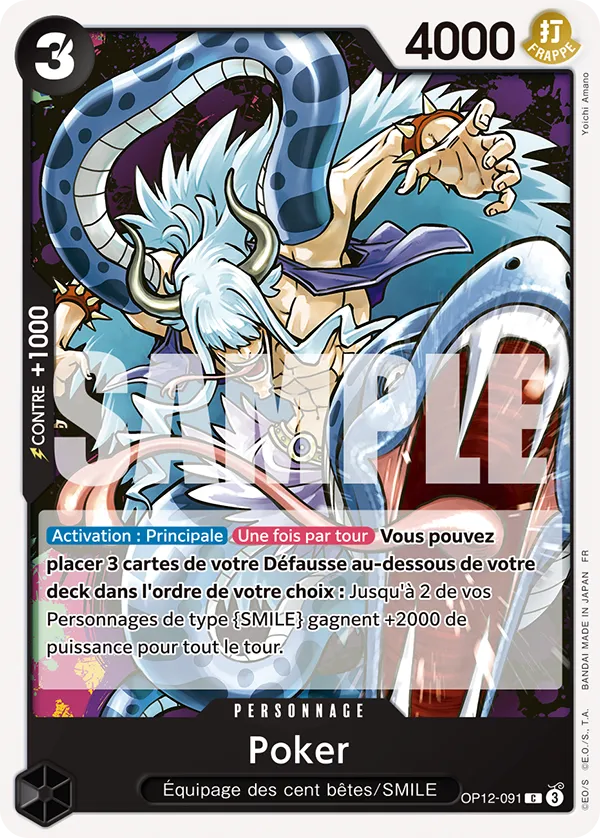 3
4000
打
FRAPPE
Yoichi Amano
CONTRE +1000
SAMPLE
Activation : Principale Une fois par tour Vous pouvez
placer 3 cartes de votre Défausse au-dessous de votre
deck dans l'ordre de votre choix : Jusqu'à 2 de vos
Personnages de type {SMILE} gagnent +2000 de
puissance pour tout le tour.
PERSONNAGE
Poker
Équipage des cent bêtes/SMILE
OP12-091 C 3
©EO/S ©E.O./S., T.A. BANDAI MADE IN JAPAN FR